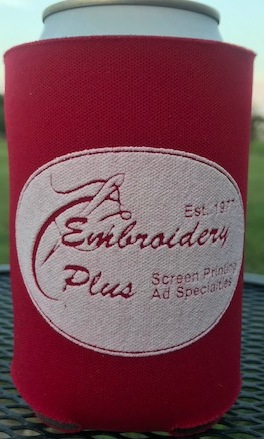 Est. 1977
Embroidery
Plus
Screen Printing
Ad Specialties